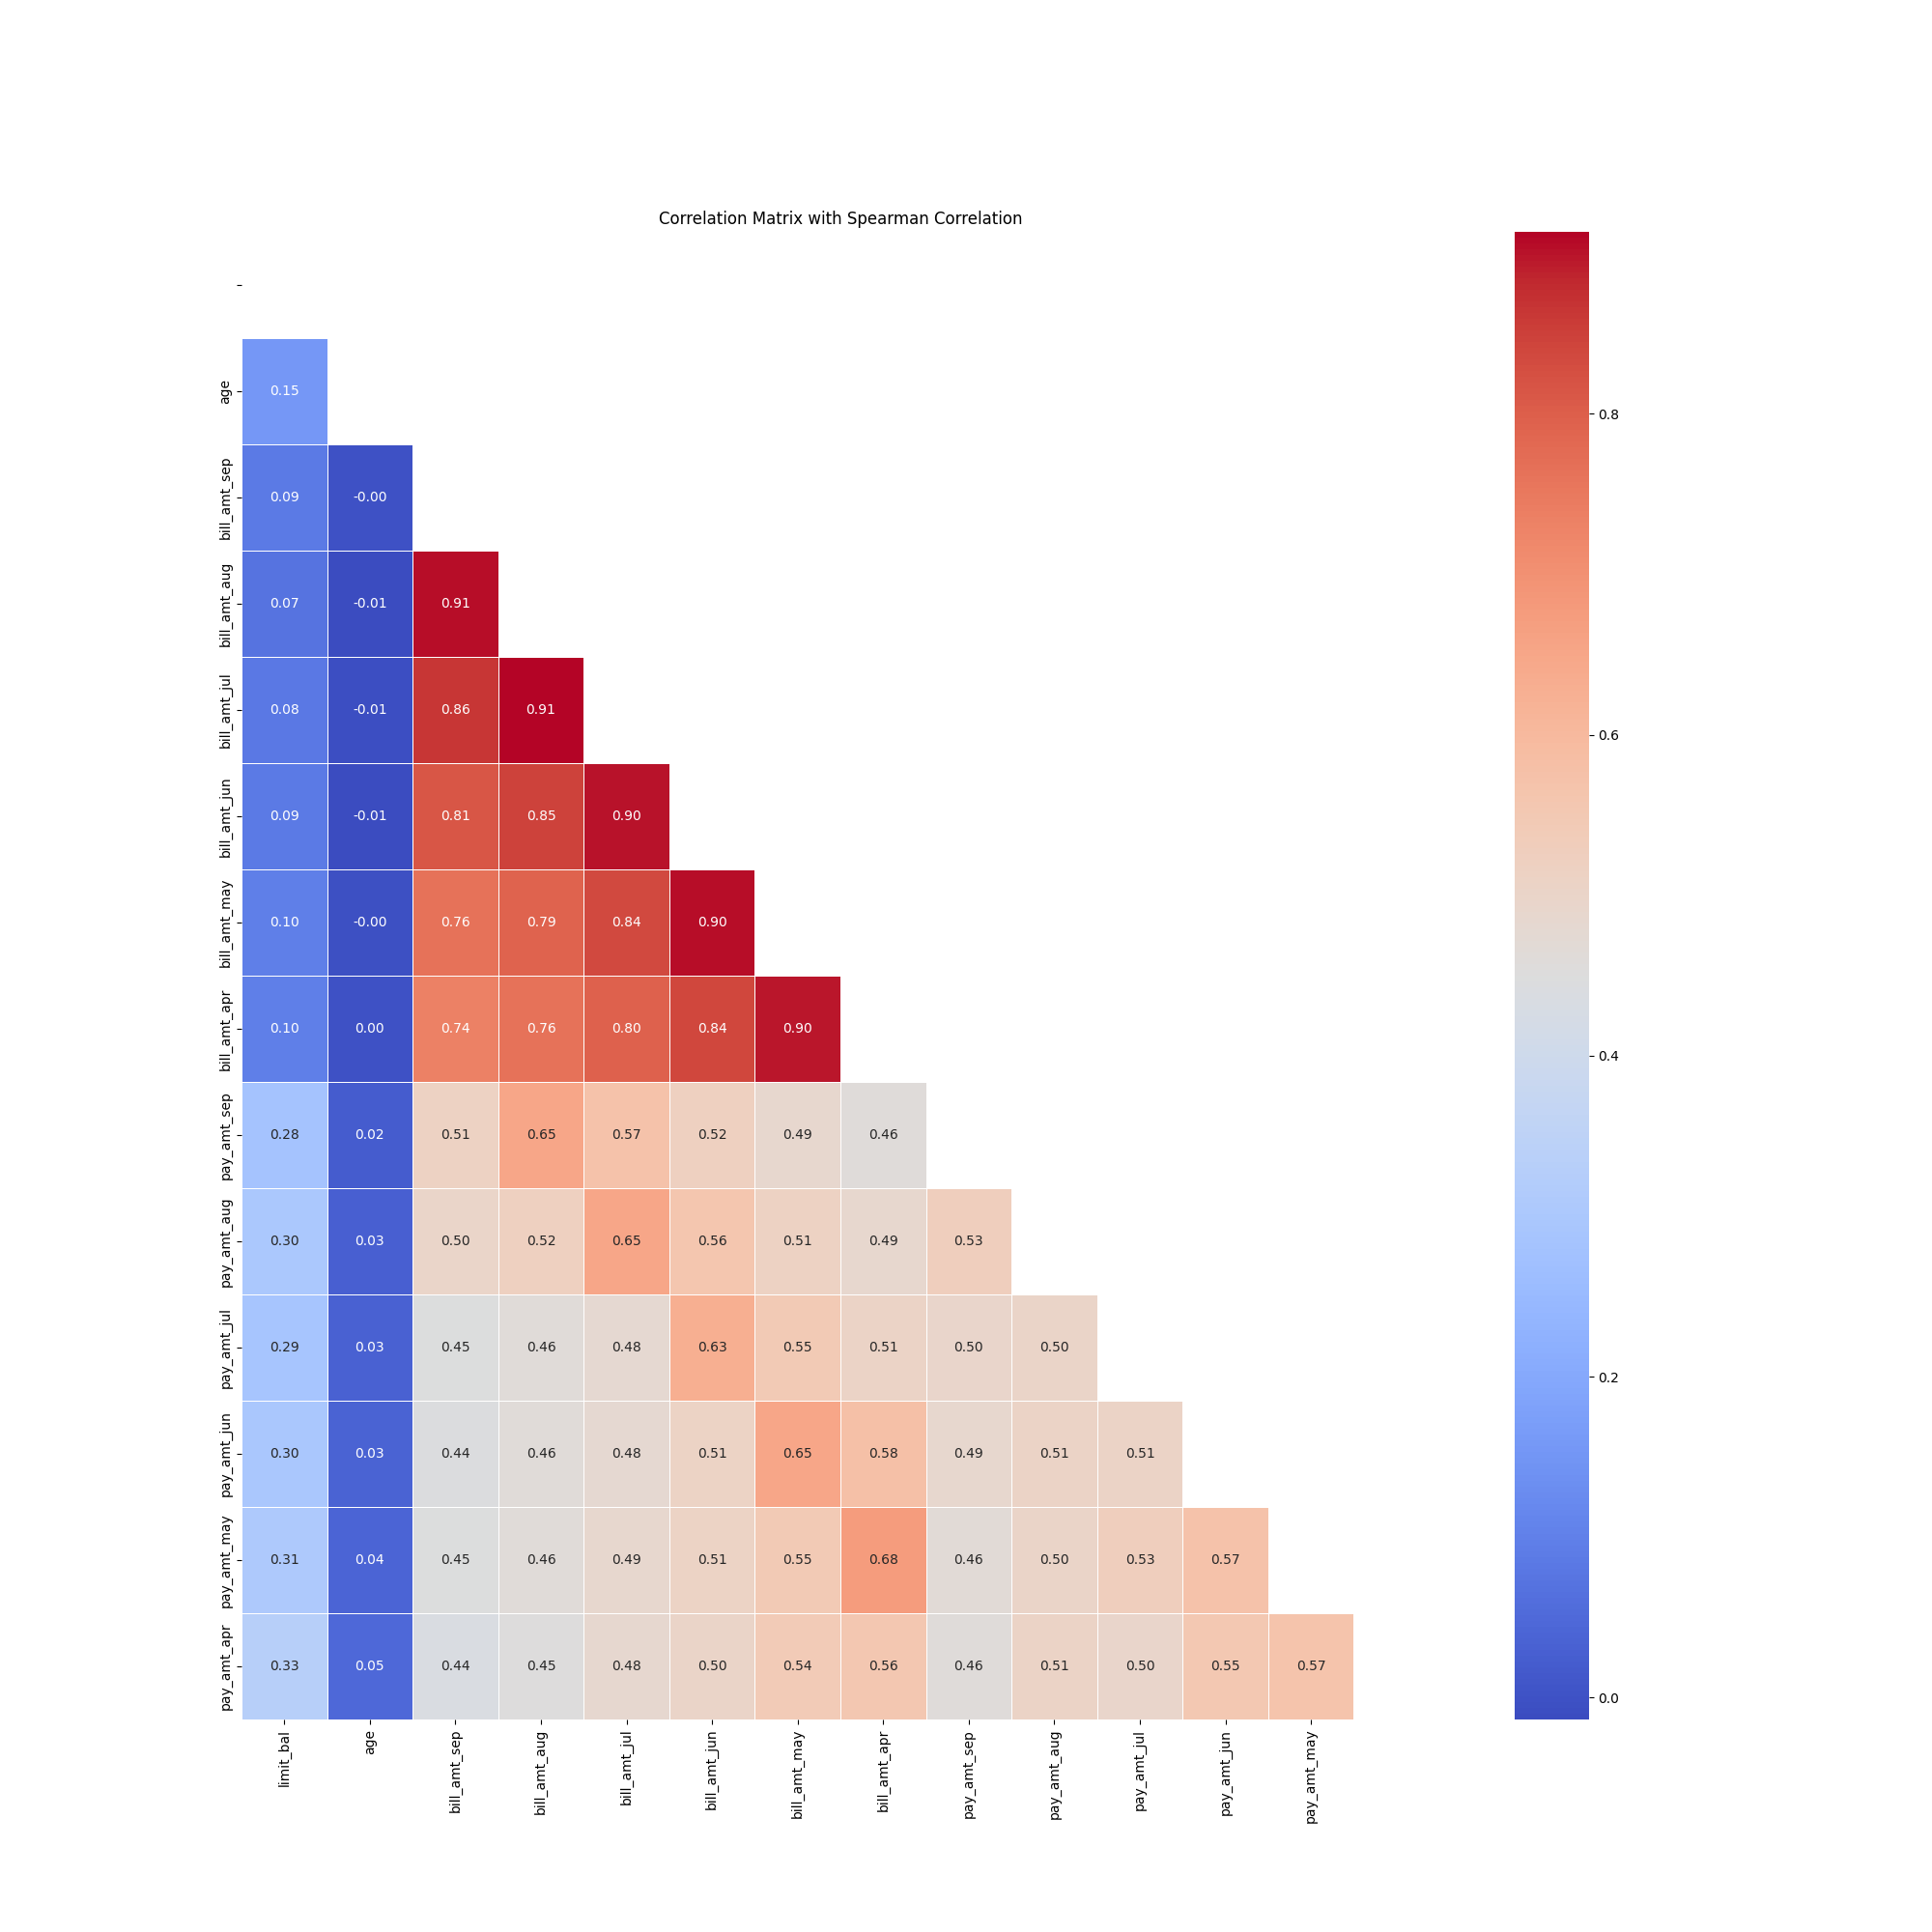 Correlation Matrix with Spearman Correlation
age 0.15
bill_amt_sep 0.09 -0.00
bill_amt_aug 0.07 -0.01 0.91
bill_amt_jul 0.08 -0.01 0.86 0.91
bill_amt_jun 0.09 -0.01 0.81 0.85 0.90
bill_amt_may 0.10 -0.00 0.76 0.79 0.84 0.90
bill_amt_apr 0.10 0.00 0.74 0.76 0.80 0.84 0.90
pay_amt_sep 0.28 0.02 0.51 0.65 0.57 0.52 0.49 0.46
pay_amt_aug 0.30 0.03 0.50 0.52 0.65 0.56 0.51 0.49 0.53
pay_amt_jul 0.29 0.03 0.45 0.46 0.48 0.63 0.55 0.51 0.50 0.50
pay_amt_jun 0.30 0.03 0.44 0.46 0.48 0.51 0.65 0.58 0.49 0.51 0.51
pay_amt_may 0.31 0.04 0.45 0.46 0.49 0.51 0.55 0.68 0.46 0.50 0.53 0.57
pay_amt_apr 0.33 0.05 0.44 0.45 0.48 0.50 0.54 0.56 0.46 0.51 0.50 0.55 0.57
limit_bal age bill_amt_sep bill_amt_aug bill_amt_jul bill_amt_jun bill_amt_may bill_amt_apr pay_amt_sep pay_amt_aug pay_amt_jul pay_amt_jun pay_amt_may
0.8
0.6
0.4
0.2
0.0